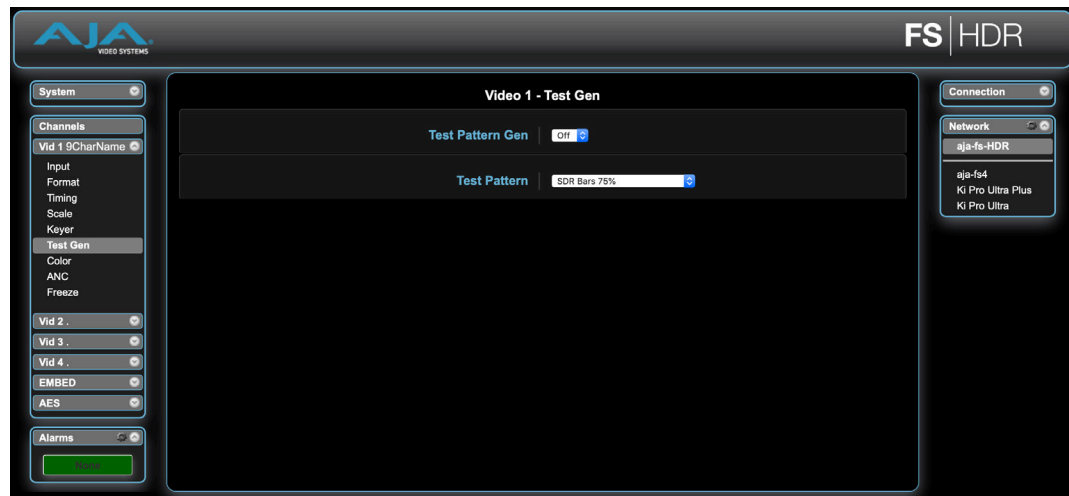 AJA
VIDEO SYSTEMS
FS HDR
System
Channels
Vid 1 9CharName
Input
Format
Timing
Scale
Keyer
Test Gen
Color
ANC
Freeze
Vid 2 .
Vid 3 .
Vid 4 .
EMBED
AES
Alarms
None
Video 1 - Test Gen
Test Pattern Gen Off
Test Pattern SDR Bars 75%
Connection
Network
aja-fs-HDR
aja-fs4
Ki Pro Ultra Plus
Ki Pro Ultra